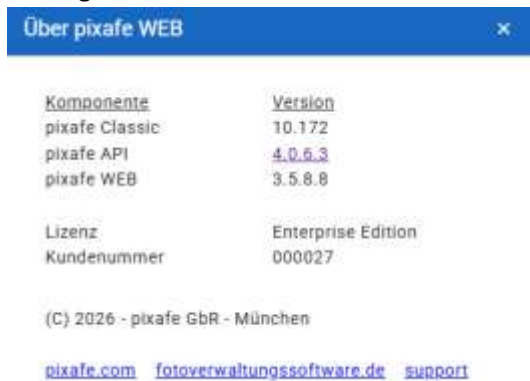 Über pixafe WEB ×
Komponente Version
pixafe Classic 10.172
pixafe API 4.0.6.3
pixafe WEB 3.5.8.8
Lizenz Enterprise Edition
Kundenummer 000027
(C) 2026 - pixafe GbR - München
pixafe.com fotoverwaltungssoftware.de support